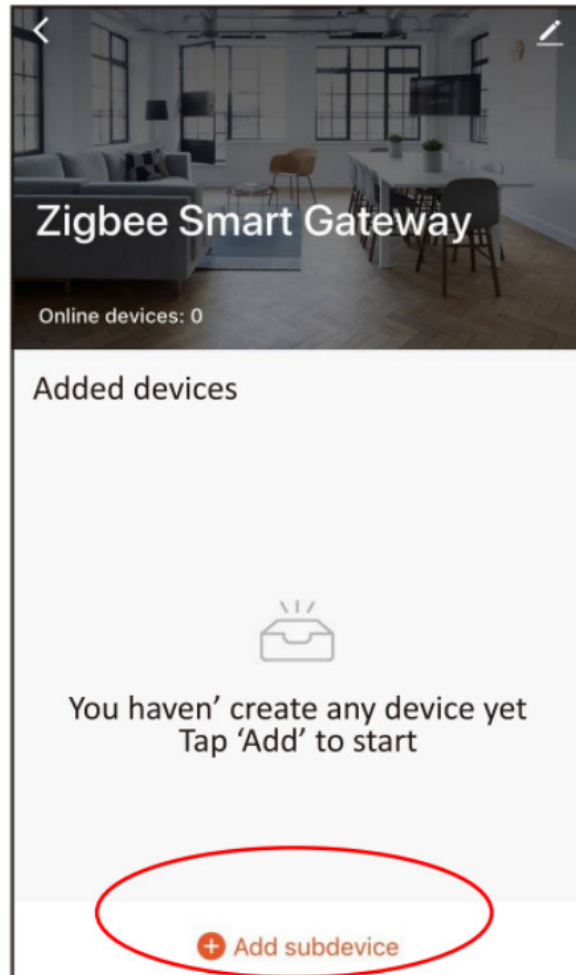 Zigbee Smart Gateway
Online devices: 0
Added devices
You haven’ create any device yet
Tap ‘Add’ to start
Add subdevice